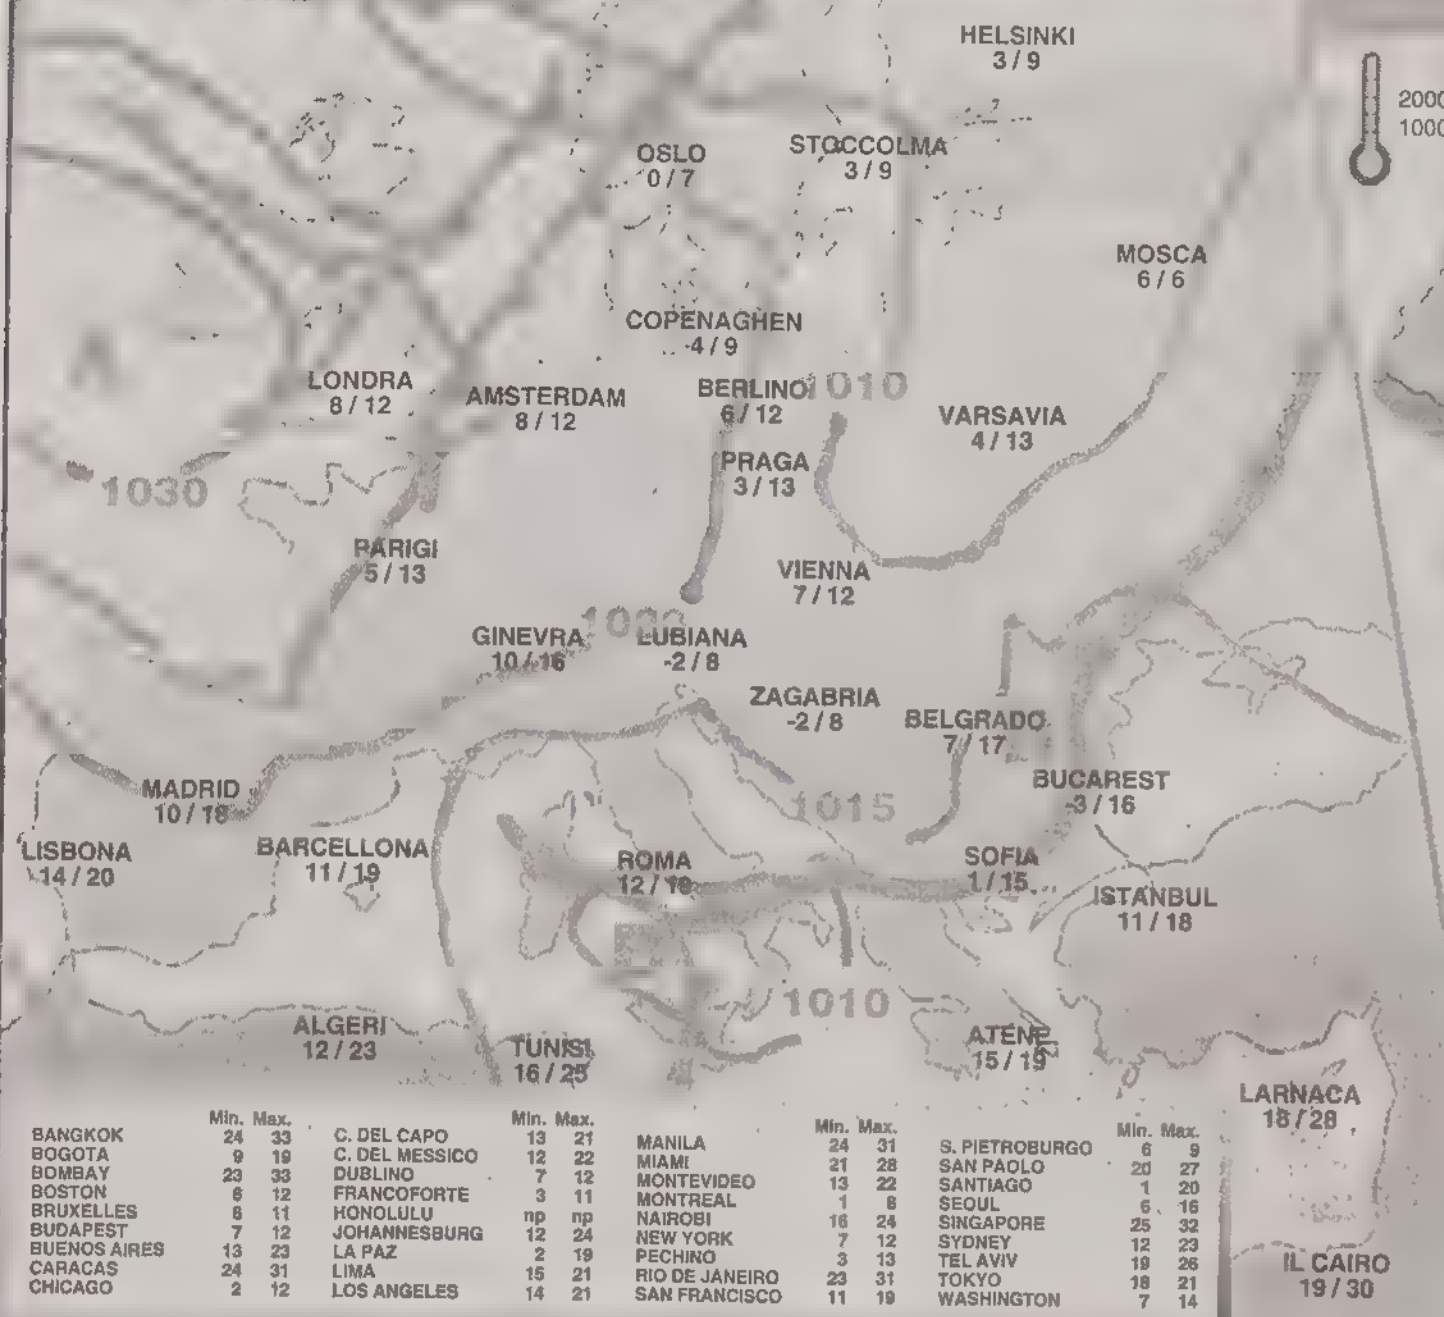 HELSINKI
3 / 9
OSLO
0 / 7
STOCCOLMA
3 / 9
MOSCA
6 / 6
COPENAGHEN
-4 / 9
LONDRA
8 / 12
AMSTERDAM
8 / 12
BERLINO
6 / 12
1010
VARSAVIA
4 / 13
PRAGA
3 / 13
1030
PARIGI
5 / 13
VIENNA
7 / 12
GINEVRA
10 / 16
LUBIANA
-2 / 8
ZAGABRIA
-2 / 8
BELGRADO
7 / 17
MADRID
10 / 18
BUCAREST
-3 / 16
1015
LISBONA
14 / 20
BARCELLONA
11 / 19
ROMA
12 /
SOFIA
1 / 15
ISTANBUL
11 / 18
1010
ALGERI
12 / 23
TUNISI
16 / 25
ATENE
15 / 19
LARNACA
18 / 28
IL CAIRO
19 / 30
Min. Max.
BANGKOK 24 33
BOGOTA 9 19
BOMBAY 23 33
BOSTON 6 12
BRUXELLES 8 11
BUDAPEST 7 12
BUENOS AIRES 13 23
CARACAS 24 31
CHICAGO 2 12
Min. Max.
C. DEL CAPO 13 21
C. DEL MESSICO 12 22
DUBLINO 7 12
FRANCOFORTE 3 11
HONOLULU np np
JOHANNESBURG 12 24
LA PAZ 2 19
LIMA 15 21
LOS ANGELES 14 21
Min. Max.
MANILA 24 31
MIAMI 21 28
MONTEVIDEO 13 22
MONTREAL 1 8
NAIROBI 16 24
NEW YORK 7 12
PECHINO 3 13
RIO DE JANEIRO 23 31
SAN FRANCISCO 11 19
Min. Max.
S. PIETROBURGO 6 9
SAN PAOLO 20 27
SANTIAGO 1 20
SEOUL 6 16
SINGAPORE 25 32
SYDNEY 12 23
TEL AVIV 19 26
TOKYO 18 21
WASHINGTON 7 14